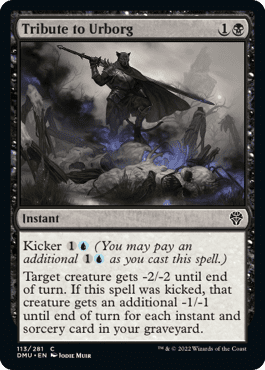 Tribute to Urborg 1
Instant
Kicker 1 (You may pay an
additional 1 as you cast this spell.)
Target creature gets -2/-2 until end
of turn. If this spell was kicked, that
creature gets an additional -1/-1
until end of turn for each instant and
sorcery card in your graveyard.
113/281 C
DMU • EN Jodie Muir ™ & © 2022 Wizards of the Coast